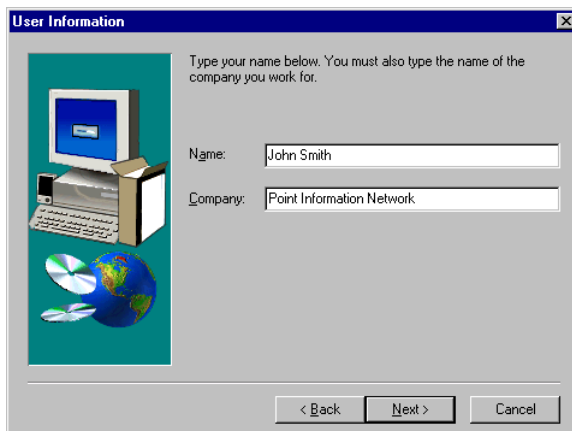 User Information
Type your name below. You must also type the name of the
company you work for.
Name: John Smith
Company: Point Information Network
< Back Next > Cancel